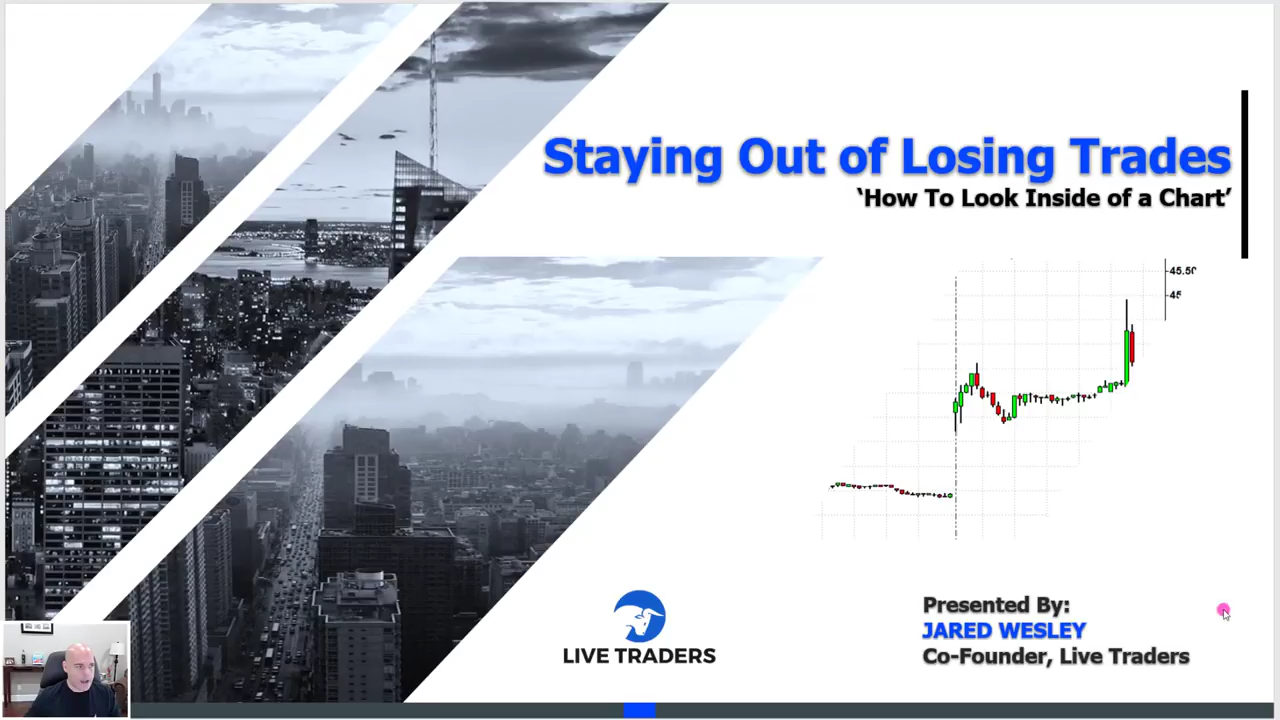 Staying Out of Losing Trades
‘How To Look Inside of a Chart’
45.50
45
LIVE TRADERS
Presented By:
JARED WESLEY
Co-Founder, Live Traders